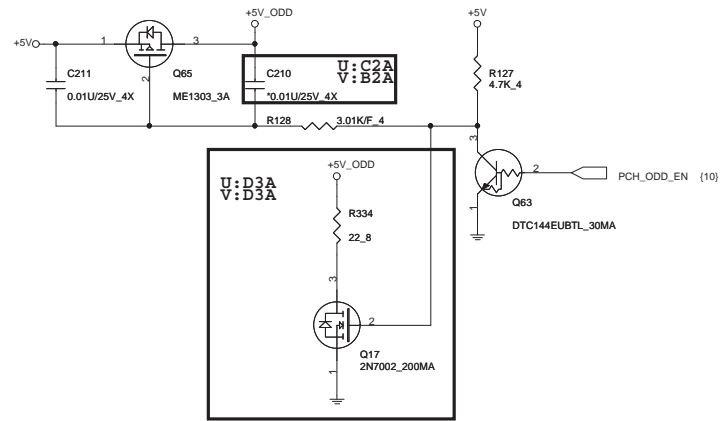 +5V_ODD
+5V
+5V
1
3
2
C211
0.01U/25V_4X
Q65
ME1303_3A
C210
*0.01U/25V_4X
U:C2A
V:B2A
R127
4.7K_4
R128
3.01K/F_4
3
2
1
PCH_ODD_EN {10}
Q63
DTC144EUBTL_30MA
U:D3A
V:D3A
+5V_ODD
R334
22_8
3
2
1
Q17
2N7002_200MA